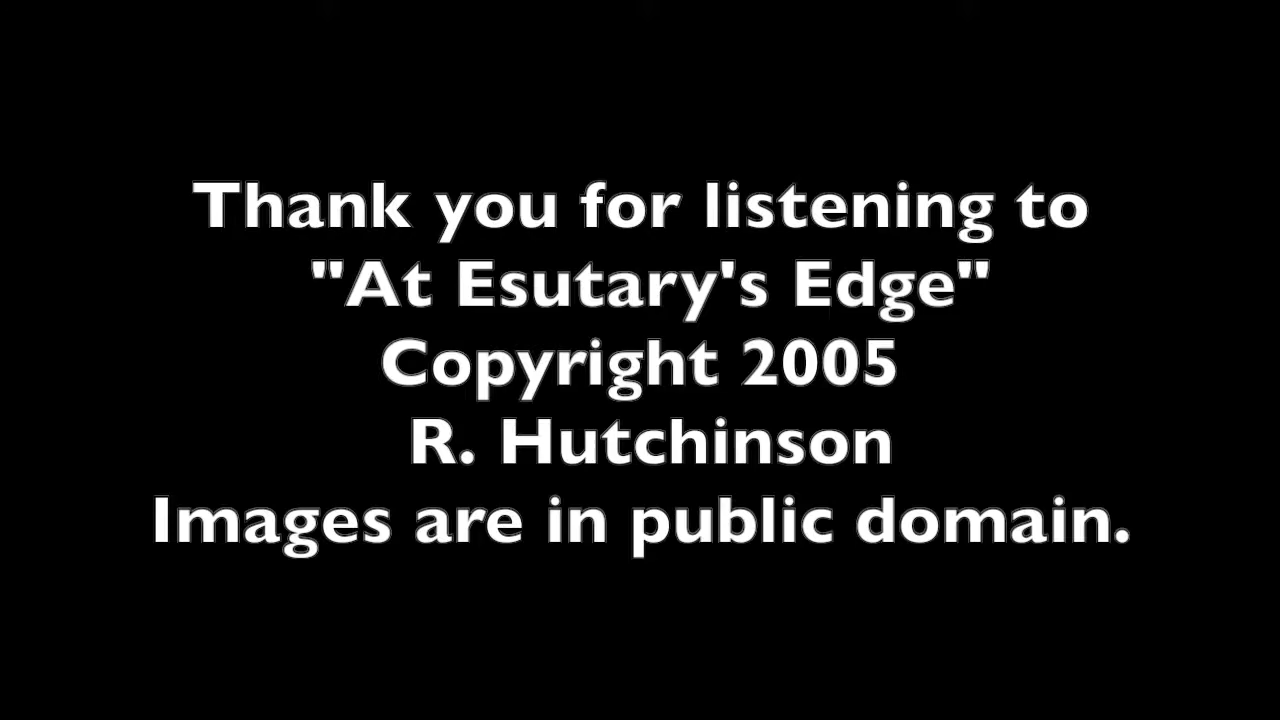 Thank you for listening to
"At Esutary's Edge"
Copyright 2005
R. Hutchinson
Images are in public domain.